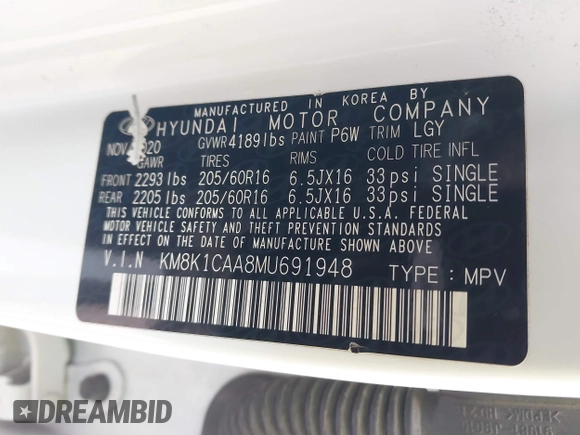 MANUFACTURED IN KOREA BY
HYUNDAI MOTOR COMPANY
NOV 2020 GVWR 4189lbs PAINT P6W TRIM LGY
GAWR TIRES RIMS COLD TIRE INFL
FRONT 2293 lbs 205/60R16 6.5JX16 33psi SINGLE
REAR 2205 lbs 205/60R16 6.5JX16 33psi SINGLE
THIS VEHICLE CONFORMS TO ALL APPLICABLE U.S.A. FEDERAL
MOTOR VEHICLE SAFETY AND THEFT PREVENTION STANDARDS
IN EFFECT ON THE DATE OF MANUFACTURE SHOWN ABOVE.
V.I.N KM8K1CAA8MU691948 TYPE : MPV
DREAMBID